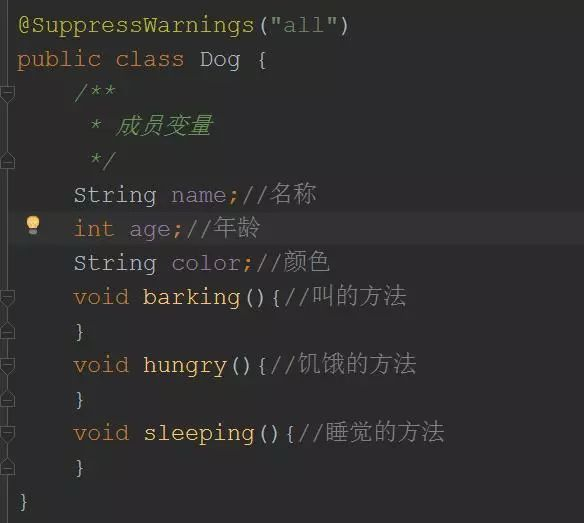 @SuppressWarnings("all")
public class Dog {
/**
* 成员变量
*/
String name;//名称
int age;//年龄
String color;//颜色
void barking(){//叫的方法
}
void hungry(){//饥饿的方法
}
void sleeping(){//睡觉的方法
}
}